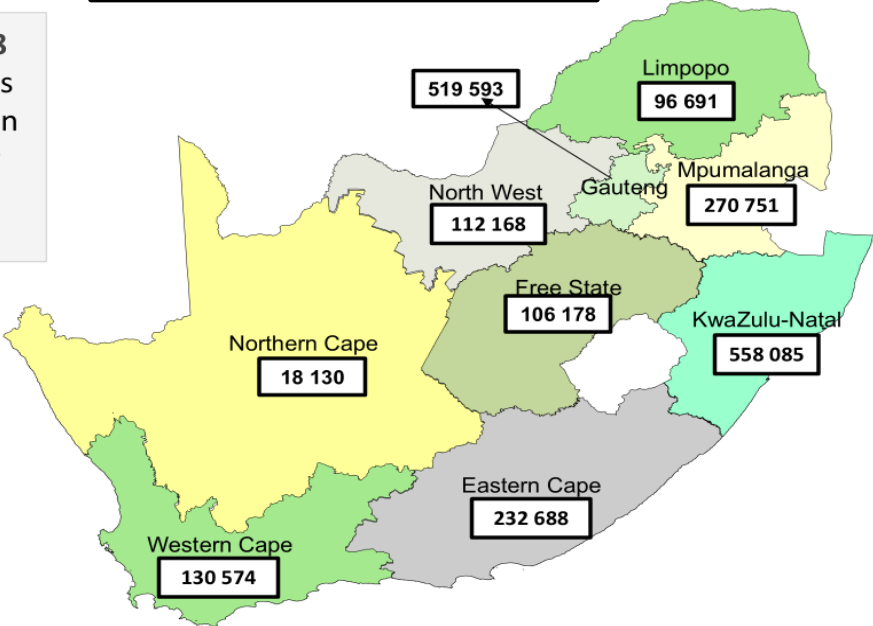 8
s
n
Limpopo
519 593
96 691
Mpumalanga
Gauteng
North West
270 751
112 168
Free State
106 178
KwaZulu-Natal
Northern Cape
558 085
18 130
Eastern Cape
232 688
Western Cape
130 574